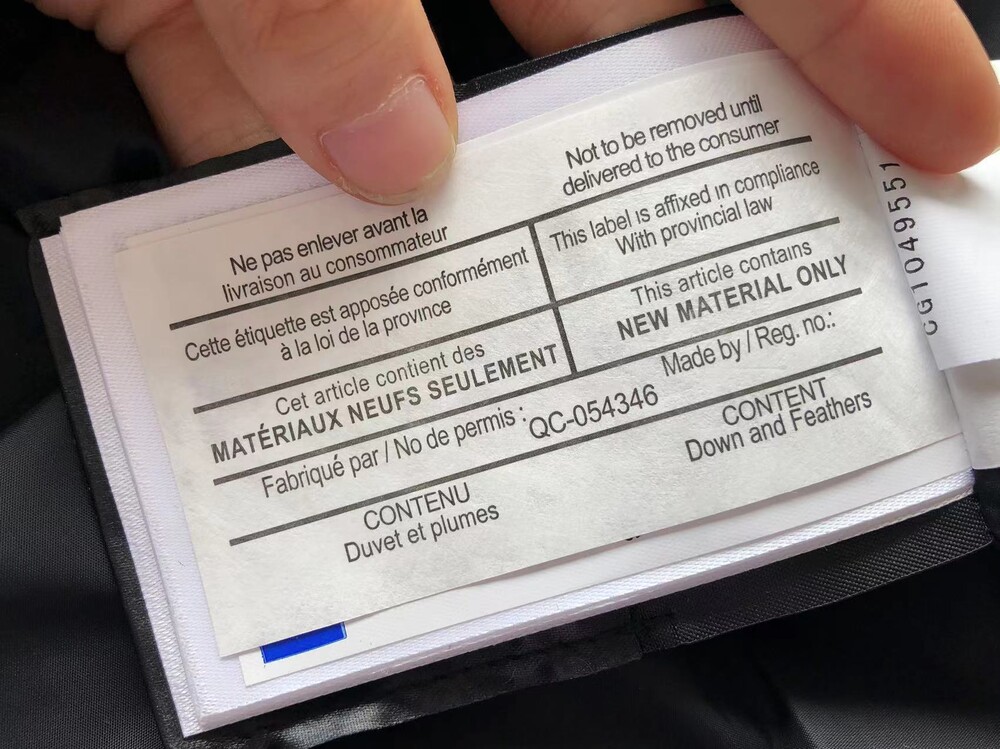 Ne pas enlever avant la
livraison au consommateur
Not to be removed until
delivered to the consumer
Cette étiquette est apposée conformément
à la loi de la province
This label is affixed in compliance
With provincial law
Cet article contient des
MATÉRIAUX NEUFS SEULEMENT
This article contains
NEW MATERIAL ONLY
Fabriqué par / No de permis : QC-054346 Made by / Reg. no.:
CONTENU
Duvet et plumes
CONTENT
Down and Feathers
CG1049551